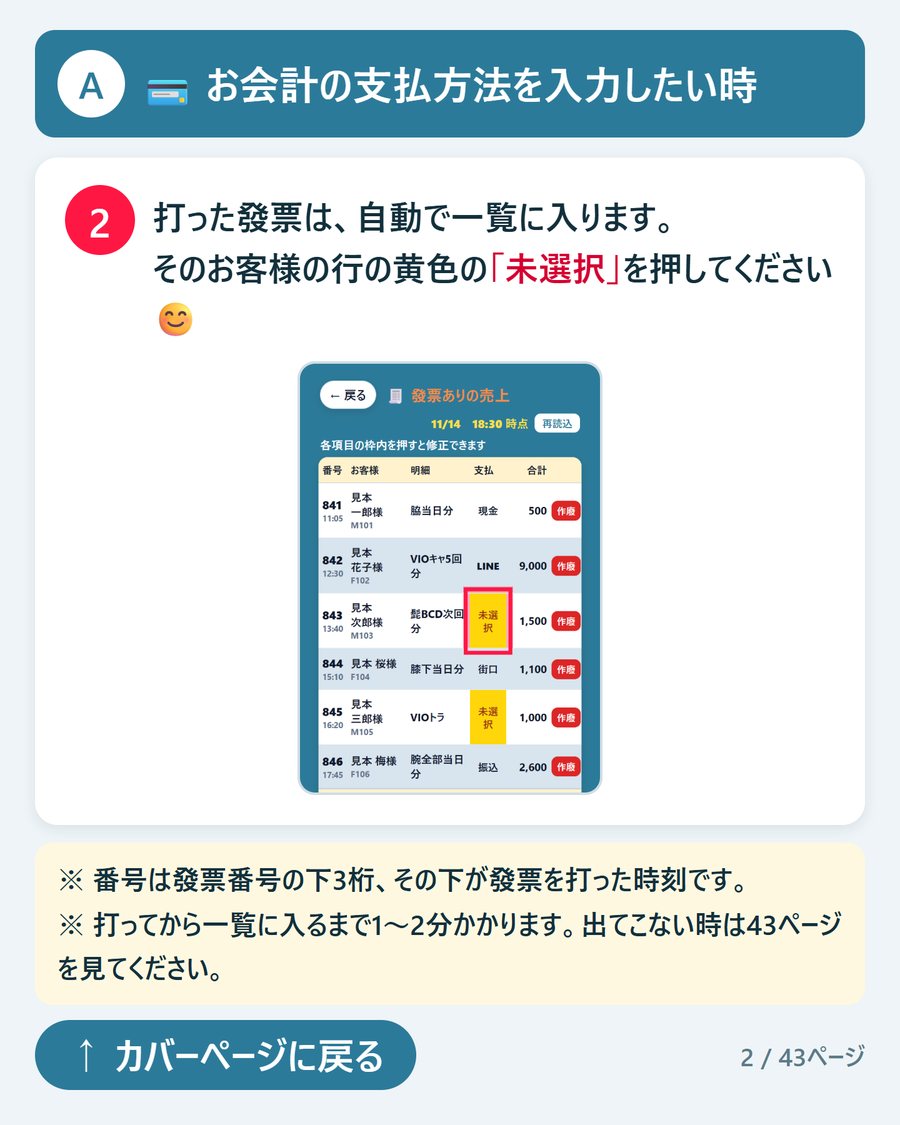 A 💳 お会計の支払方法を入力したい時
2 打った發票は、自動で一覧に入ります。
そのお客様の行の黄色の「未選択」を押してください
😊
← 戻る 🧾 發票ありの売上
11/14 18:30 時点 再読込
各項目の枠内を押すと修正できます
番号 お客様 明細 支払 合計
841 11:05 見本 一郎様 M101 脇当日分 現金 500 作廢
842 12:30 見本 花子様 F102 VIOキャ5回分 LINE 9,000 作廢
843 13:40 見本 次郎様 M103 髭BCD次回分 未選択 1,500 作廢
844 15:10 見本 桜様 F104 膝下当日分 街口 1,100 作廢
845 16:20 見本 三郎様 M105 VIOトラ 未選択 1,000 作廢
846 17:45 見本 梅様 F106 腕全部当日分 振込 2,600 作廢
※ 番号は發票番号の下3桁、その下が發票を打った時刻です。
※ 打ってから一覧に入るまで1〜2分かかります。出てこない時は43ページ
を見てください。
↑ カバーページに戻る
2 / 43ページ